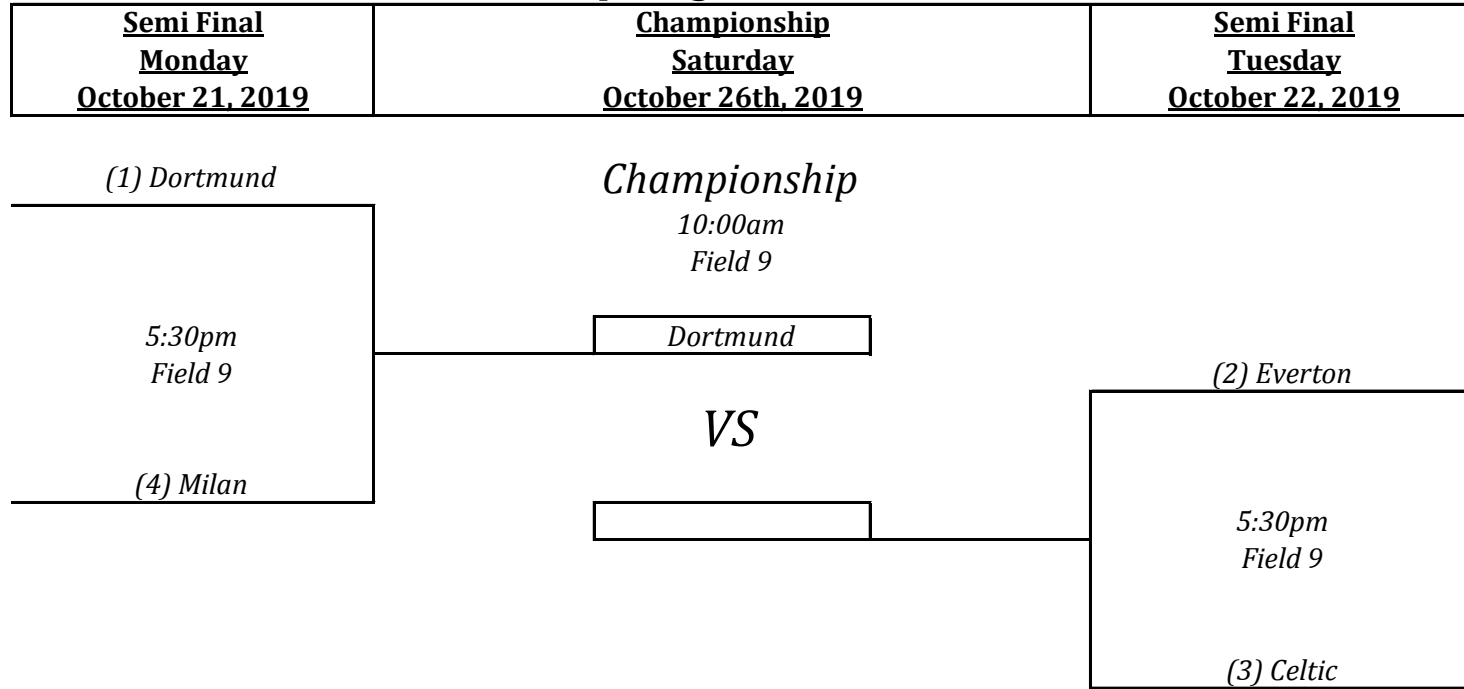 Semi Final
Monday
October 21, 2019
Championship
Saturday
October 26th, 2019
Semi Final
Tuesday
October 22, 2019
(1) Dortmund
Championship
10:00am
Field 9
5:30pm
Field 9
Dortmund
(2) Everton
VS
(4) Milan
5:30pm
Field 9
(3) Celtic